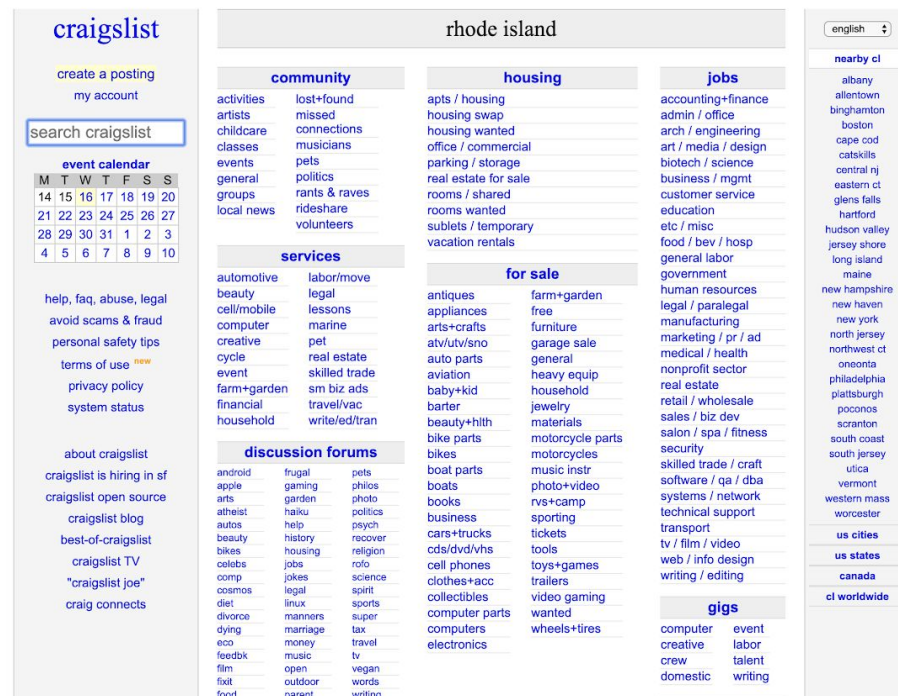 craigslist
create a posting
my account
search craigslist
event calendar
M T W T F S S
14 15 16 17 18 19 20
21 22 23 24 25 26 27
28 29 30 31 1 2 3
4 5 6 7 8 9 10
help, faq, abuse, legal
avoid scams & fraud
personal safety tips
terms of use new
privacy policy
system status
about craigslist
craigslist is hiring in sf
craigslist open source
craigslist blog
best-of-craigslist
craigslist TV
"craigslist joe"
craig connects
rhode island
community
activities
artists
childcare
classes
events
general
groups
local news
lost+found
missed
connections
musicians
pets
politics
rants & raves
rideshare
volunteers
services
automotive
beauty
cell/mobile
computer
creative
cycle
event
farm+garden
financial
household
labor/move
legal
lessons
marine
pet
real estate
skilled trade
sm biz ads
travel/vac
write/ed/tran
discussion forums
android
apple
arts
atheist
autos
beauty
bikes
celebs
comp
cosmos
diet
divorce
dying
eco
feedbk
film
fixit
food
frugal
gaming
garden
haiku
help
history
housing
jobs
jokes
legal
linux
manners
marriage
money
music
open
outdoor
parent
pets
philos
photo
politics
psych
recover
religion
rofo
science
spirit
sports
super
tax
travel
tv
vegan
words
writing
housing
apts / housing
housing swap
housing wanted
office / commercial
parking / storage
real estate for sale
rooms / shared
rooms wanted
sublets / temporary
vacation rentals
for sale
antiques
appliances
arts+crafts
atv/utv/sno
auto parts
aviation
baby+kid
barter
beauty+hlth
bike parts
bikes
boat parts
boats
books
business
cars+trucks
cds/dvd/vhs
cell phones
clothes+acc
collectibles
computer parts
computers
electronics
farm+garden
free
furniture
garage sale
general
heavy equip
household
jewelry
materials
motorcycle parts
motorcycles
music instr
photo+video
rvs+camp
sporting
tickets
tools
toys+games
trailers
video gaming
wanted
wheels+tires
jobs
accounting+finance
admin / office
arch / engineering
art / media / design
biotech / science
business / mgmt
customer service
education
etc / misc
food / bev / hosp
general labor
government
human resources
legal / paralegal
manufacturing
marketing / pr / ad
medical / health
nonprofit sector
real estate
retail / wholesale
sales / biz dev
salon / spa / fitness
security
skilled trade / craft
software / qa / dba
systems / network
technical support
transport
tv / film / video
web / info design
writing / editing
gigs
computer
creative
crew
domestic
event
labor
talent
writing
english
nearby cl
albany
allentown
binghamton
boston
cape cod
catskills
central nj
eastern ct
glens falls
hartford
hudson valley
jersey shore
long island
maine
new hampshire
new haven
new york
north jersey
northwest ct
oneonta
philadelphia
plattsburgh
poconos
scranton
south coast
south jersey
utica
vermont
western mass
worcester
us cities
us states
canada
cl worldwide